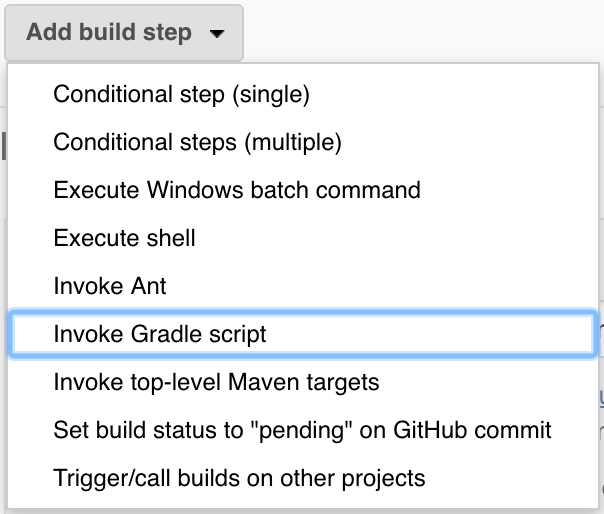 Add build step
Conditional step (single)
Conditional steps (multiple)
Execute Windows batch command
Execute shell
Invoke Ant
Invoke Gradle script
Invoke top-level Maven targets
Set build status to "pending" on GitHub commit
Trigger/call builds on other projects